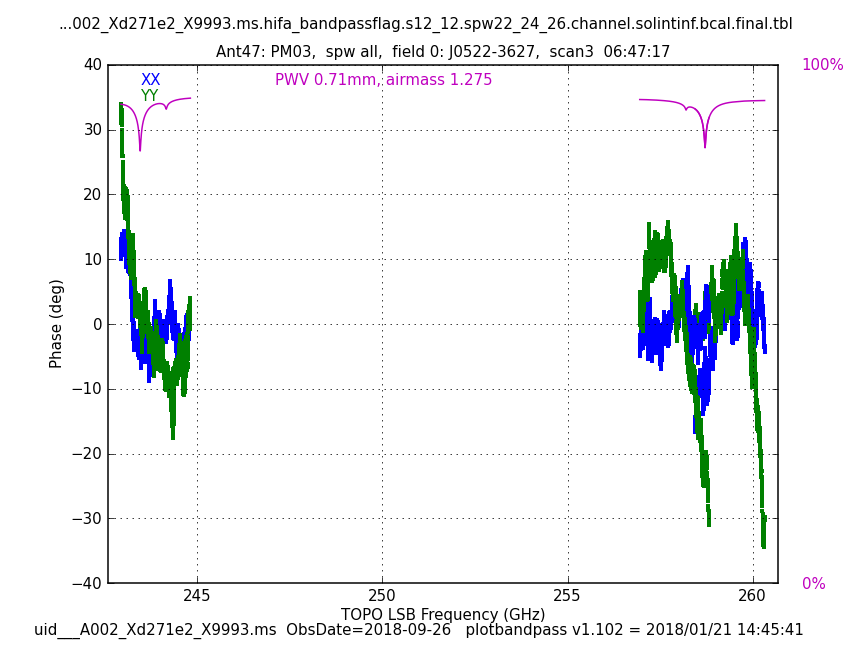 ...002_Xd271e2_X9993.ms.hifa_bandpassflag.s12_12.spw22_24_26.channel.solintinf.bcal.final.tbl
Ant47: PM03,  spw all,  field 0: J0522-3627,  scan3  06:47:17
40
100%
XX
PWV 0.71mm, airmass 1.275
YY
30
20
10
0
−10
−20
−30
−40
0%
Phase (deg)
245
250
255
260
TOPO LSB Frequency (GHz)
uid___A002_Xd271e2_X9993.ms  ObsDate=2018-09-26   plotbandpass v1.102 = 2018/01/21 14:45:41